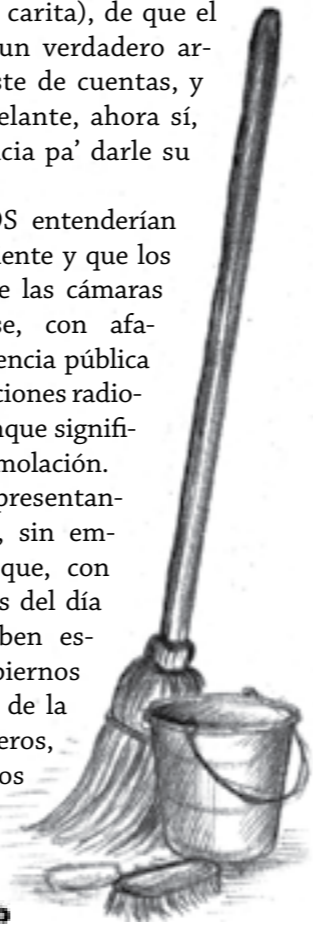 carita), de que el
un verdadero ar-
ste de cuentas, y
elante, ahora sí,
cia pa' darle su
OS entenderían
ente y que los
e las cámaras
se, con afa-
encia pública
ciones radio-
nque signifi-
molación.
presentan-
, sin em-
que, con
s del día
ben es-
biernos
de la
eros,
os